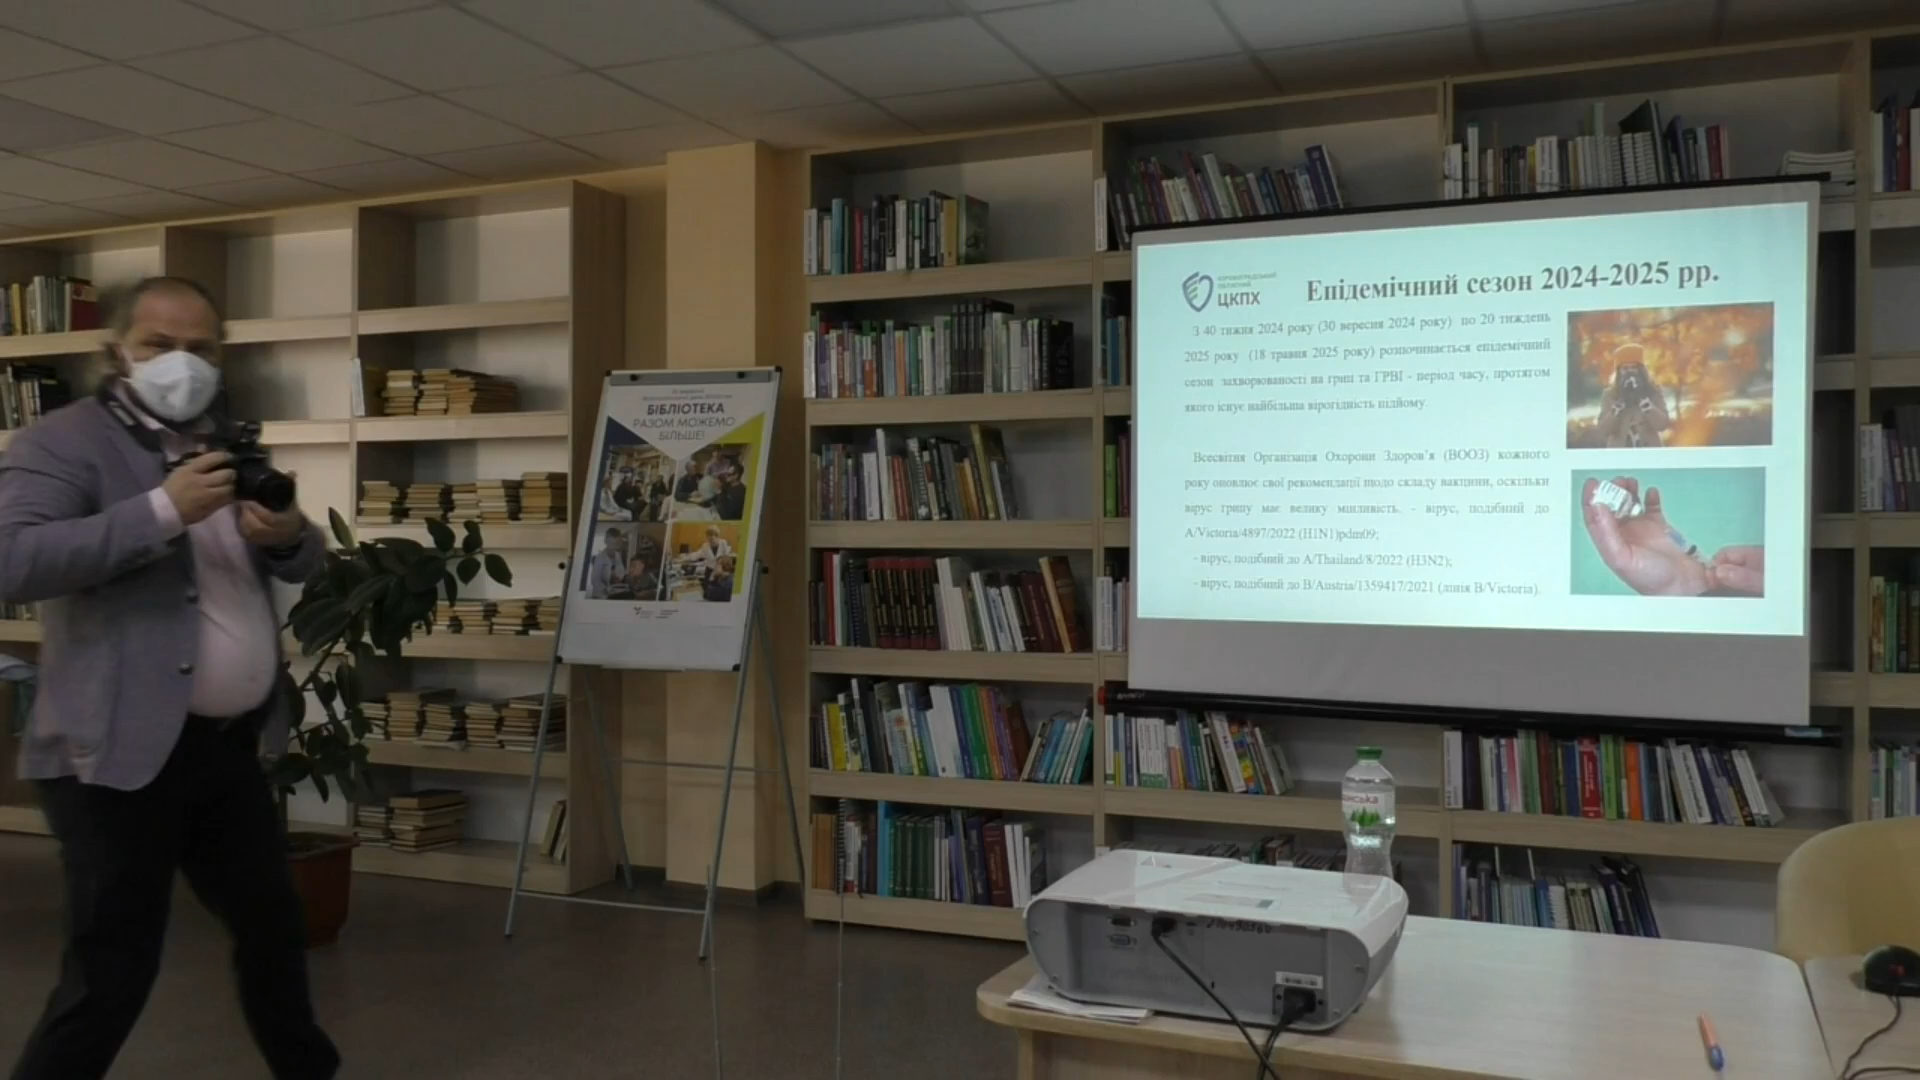 БІБЛІОТЕКА
РАЗОМ МОЖЕМО
БІЛЬШЕ!
КІРОВОГРАДСЬКИЙ
ОБЛАСНИЙ
ЦКПХ
Епідемічний сезон 2024-2025 рр.
З 40 тижня 2024 року (30 вересня 2024 року) по 20 тиждень
2025 року (18 травня 2025 року) розпочинається епідемічний
сезон захворюваності на грип та ГРВІ - період часу, протягом
якого існує найбільша вірогідність підйому.
Всесвітня Організація Охорони Здоров'я (ВООЗ) кожного
року оновлює свої рекомендації щодо складу вакцини, оскільки
вірус грипу має велику мінливість. - вірус, подібний до
A/Victoria/4897/2022 (H1N1)pdm09;
- вірус, подібний до A/Thailand/8/2022 (H3N2);
- вірус, подібний до B/Austria/1359417/2021 (лінія B/Victoria).